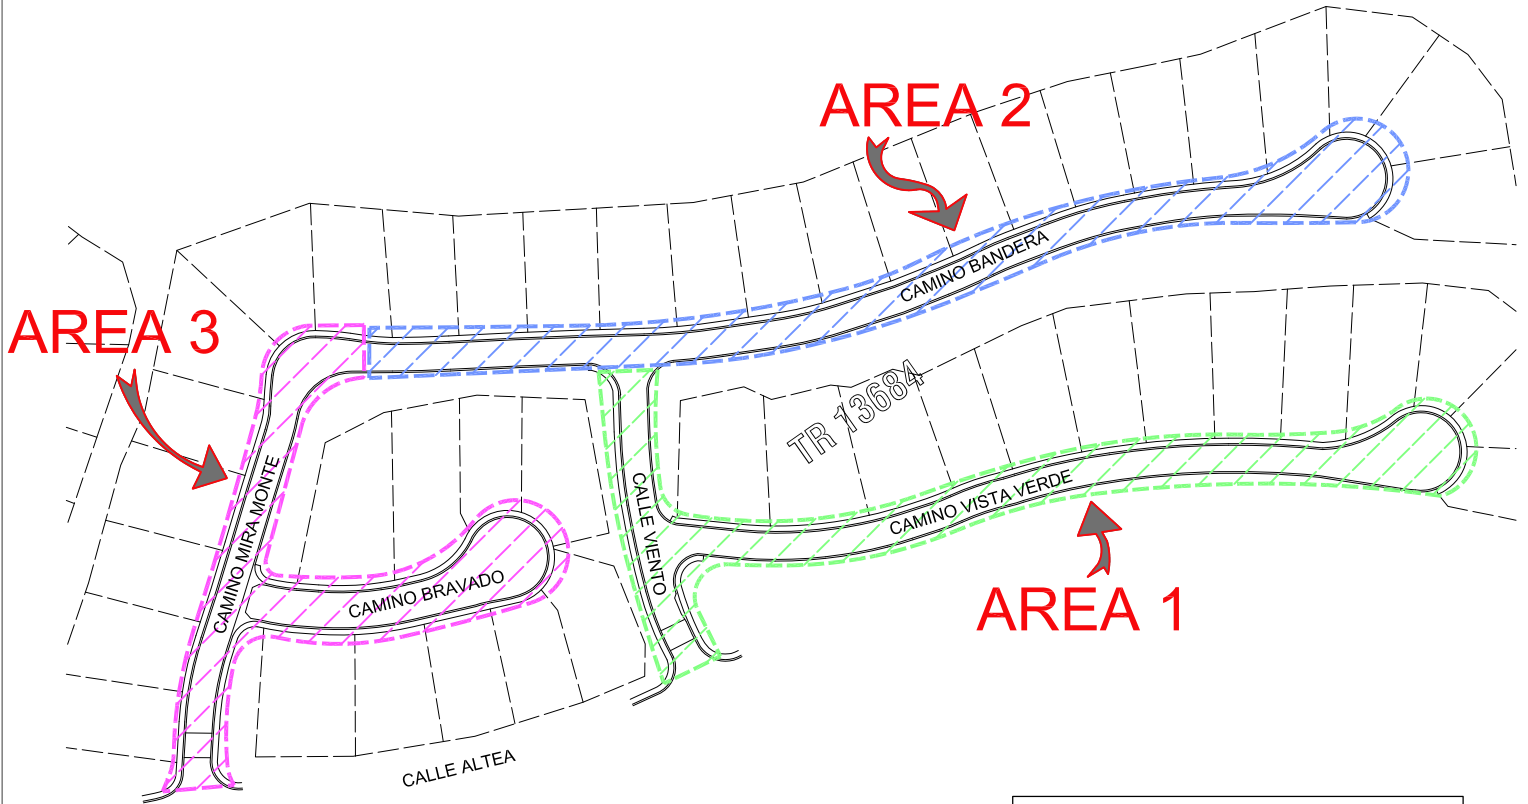 AREA 2
CAMINO BANDERA
AREA 3
TR 13684
CAMINO MIRA MONTE
CALLE VIENTO
CAMINO VISTA VERDE
CAMINO BRAVADO
AREA 1
CALLE ALTEA